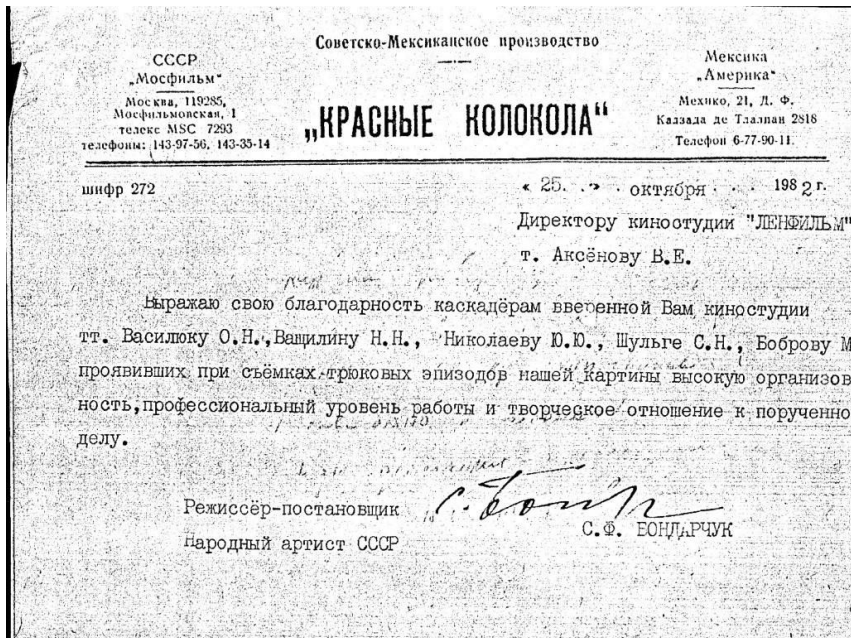 Советско-Мексиканское производство
СССР
„Мосфильм“
Москва, 119285,
Мосфильмовская, 1
телекс MSC 7293
телефоны: 143-97-56, 143-35-14
„КРАСНЫЕ КОЛОКОЛА“
Мексика
„Америка“
Мехико, 21, Д. Ф.
Калзада де Тлалпан 2818
Телефон 6-77-90-11.
шифр 272
« 25. » октября 1982 г.
Директору киностудии "ЛЕНФИЛЬМ"
т. Аксёнову В.Е.
Выражаю свою благодарность каскадёрам вверенной Вам киностудии
тт. Василюку О.Н., Ващилину Н.Н., Николаеву Ю.Ю., Шульге С.Н., Боброву М
проявивших при съёмках трюковых эпизодов нашей картины высокую организов
ность, профессиональный уровень работы и творческое отношение к порученно
делу.
Режиссёр-постановщик
Народный артист СССР
С.Ф. БОНДАРЧУК